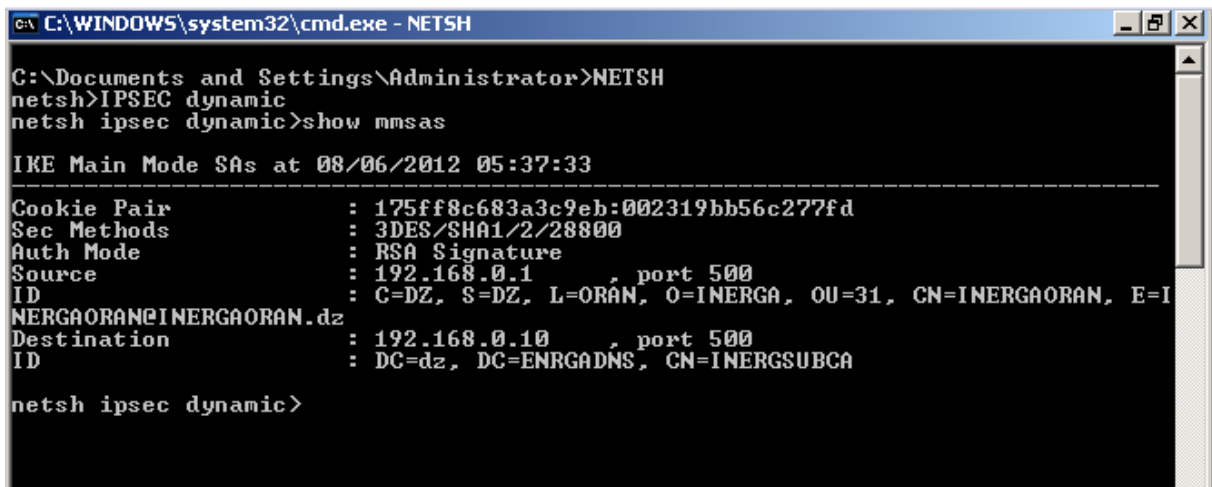 C:\WINDOWS\system32\cmd.exe - NETSH
C:\Documents and Settings\Administrator>NETSH
netsh>IPSEC dynamic
netsh ipsec dynamic>show mmsas
IKE Main Mode SAs at 08/06/2012 05:37:33
-------------------------------------------------------------------------------
Cookie Pair : 175ff8c683a3c9eb:002319bb56c277fd
Sec Methods : 3DES/SHA1/2/28800
Auth Mode : RSA Signature
Source : 192.168.0.1 , port 500
ID : C=DZ, S=DZ, L=ORAN, O=INERGA, OU=31, CN=INERGAORAN, E=I
NERGAORAN@INERGAORAN.dz
Destination : 192.168.0.10 , port 500
ID : DC=dz, DC=ENRGADNS, CN=INERGSUBCA
netsh ipsec dynamic>